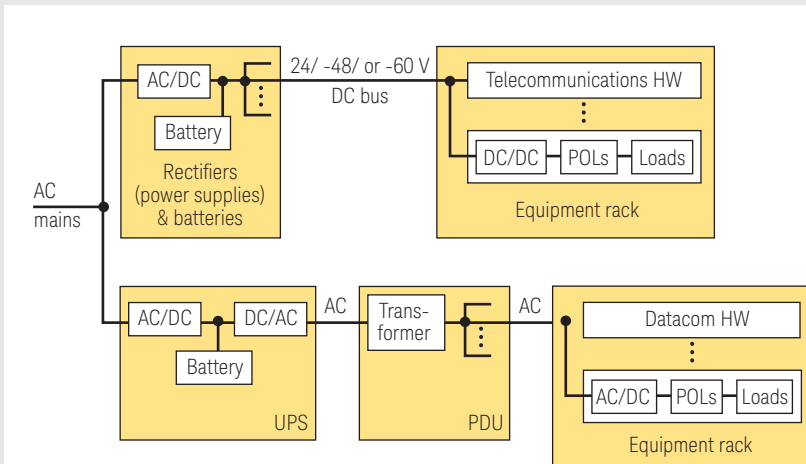 AC
mains
AC/DC
Battery
Rectifiers
(power supplies)
& batteries
24/ -48/ or -60 V
DC bus
Telecommunications HW
DC/DC
POLs
Loads
Equipment rack
AC/DC
DC/AC
Battery
UPS
AC
Trans-
former
PDU
AC
Datacom HW
AC/DC
POLs
Loads
Equipment rack